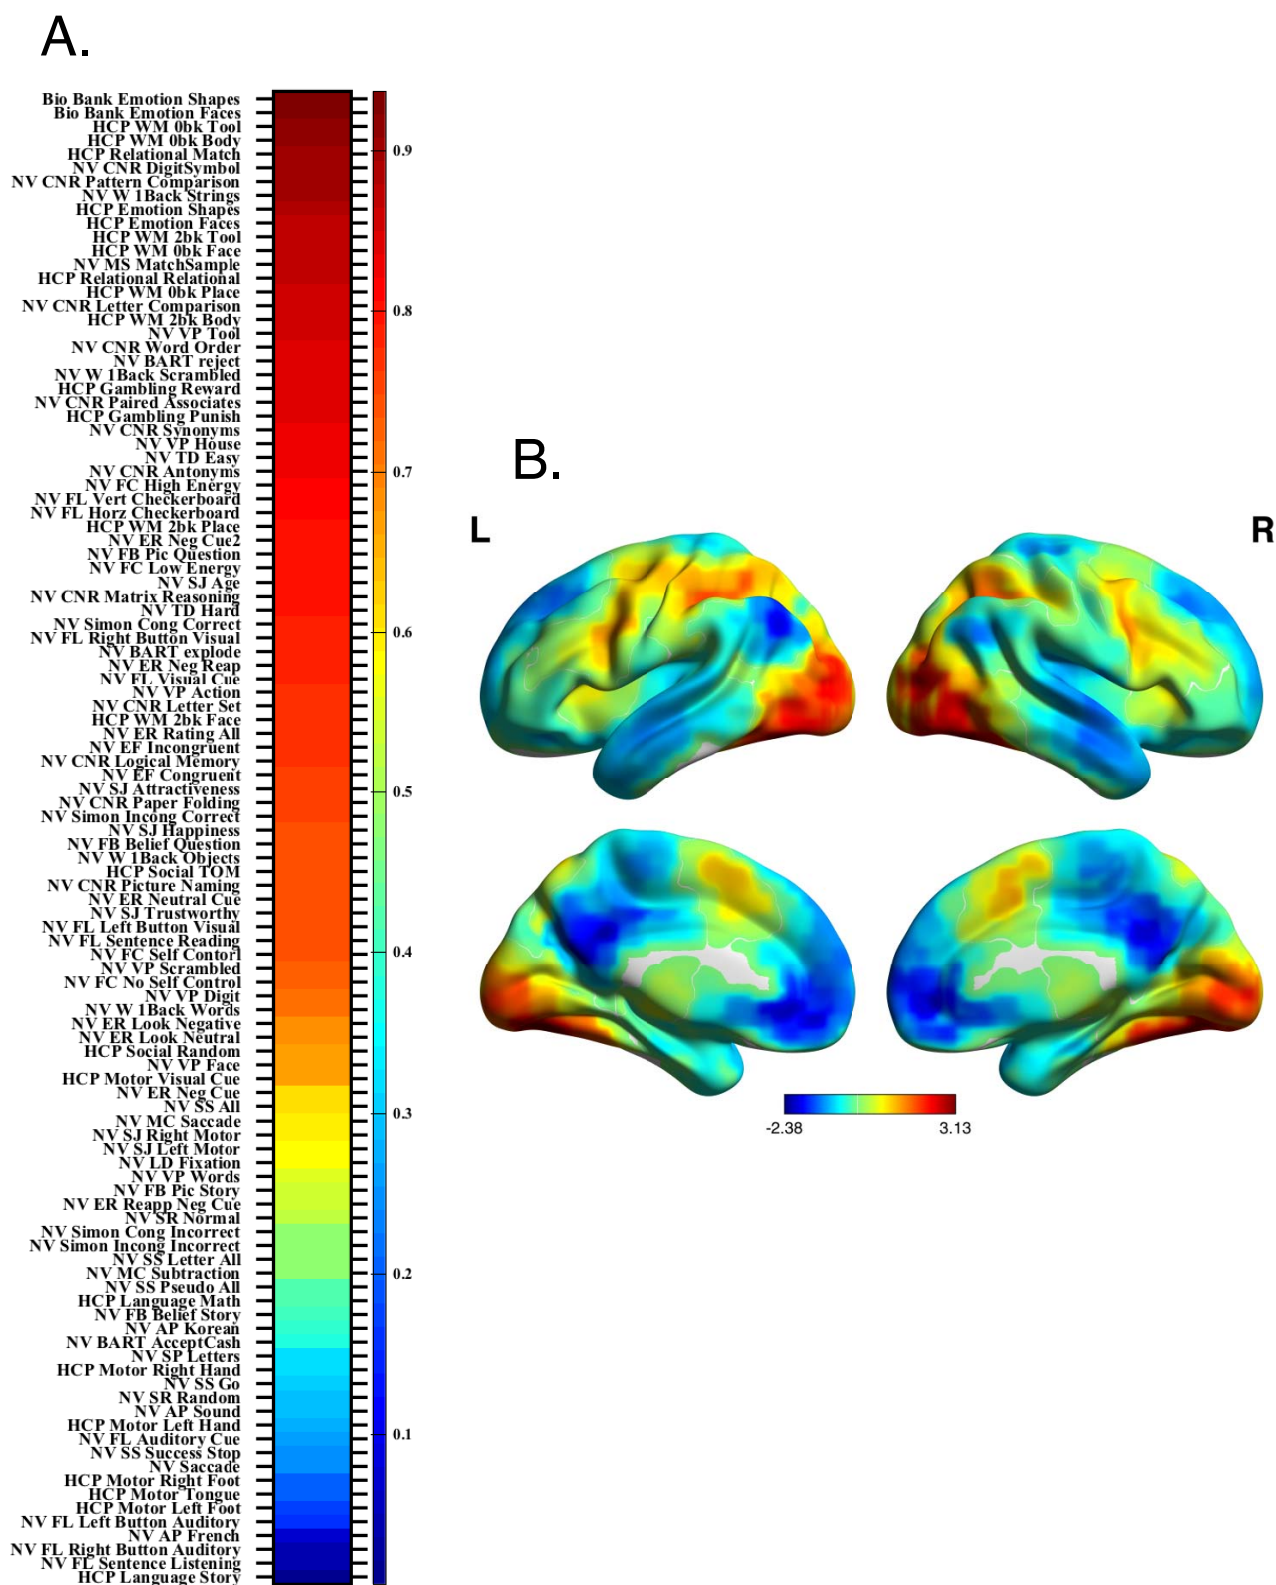 A.
Bio Bank Emotion Shapes
Bio Bank Emotion Faces
HCP WM 0bk Tool
HCP WM 0bk Body
HCP Relational Match
NV CNR DigitSymbol
NV CNR Pattern Comparison
NV W 1Back Strings
HCP Emotion Shapes
HCP Emotion Faces
HCP WM 2bk Tool
HCP WM 0bk Face
NV MS MatchSample
HCP Relational Relational
HCP WM 0bk Place
NV CNR Letter Comparison
HCP WM 2bk Body
NV VP Tool
NV CNR Word Order
NV BART reject
NV W 1Back Scrambled
HCP Gambling Reward
NV CNR Paired Associates
HCP Gambling Punish
NV CNR Synonyms
NV VP House
NV TD Easy
NV CNR Antonyms
NV FC High Energy
NV FL Vert Checkerboard
NV FL Horz Checkerboard
HCP WM 2bk Place
NV ER Neg Cue2
NV FB Pic Question
NV FC Low Energy
NV SJ Age
NV CNR Matrix Reasoning
NV TD Hard
NV Simon Cong Correct
NV FL Right Button Visual
NV BART explode
NV ER Neg Reap
NV FL Visual Cue
NV VP Action
NV CNR Letter Set
HCP WM 2bk Face
NV ER Rating All
NV EF Incongruent
NV CNR Logical Memory
NV EF Congruent
NV SJ Attractiveness
NV CNR Paper Folding
NV Simon Incong Correct
NV SJ Happiness
NV FB Belief Question
NV W 1Back Objects
HCP Social TOM
NV CNR Picture Naming
NV ER Neutral Cue
NV SJ Trustworthy
NV FL Left Button Visual
NV FL Sentence Reading
NV FC Self Contorl
NV VP Scrambled
NV FC No Self Control
NV VP Digit
NV W 1Back Words
NV ER Look Negative
NV ER Look Neutral
HCP Social Random
NV VP Face
HCP Motor Visual Cue
NV ER Neg Cue
NV SS All
NV MC Saccade
NV SJ Right Motor
NV SJ Left Motor
NV LD Fixation
NV VP Words
NV FB Pic Story
NV ER Reapp Neg Cue
NV SR Normal
NV Simon Cong Incorrect
NV Simon Incong Incorrect
NV SS Letter All
NV MC Subtraction
NV SS Pseudo All
HCP Language Math
NV FB Belief Story
NV AP Korean
NV BART AcceptCash
NV SP Letters
HCP Motor Right Hand
NV SS Go
NV SR Random
NV AP Sound
HCP Motor Left Hand
NV FL Auditory Cue
NV SS Success Stop
NV Saccade
HCP Motor Right Foot
HCP Motor Tongue
HCP Motor Left Foot
NV FL Left Button Auditory
NV AP French
NV FL Right Button Auditory
NV FL Sentence Listening
HCP Language Story
0.9
0.8
0.7
0.6
0.5
0.4
0.3
0.2
0.1
B.
L R
-2.38 3.13